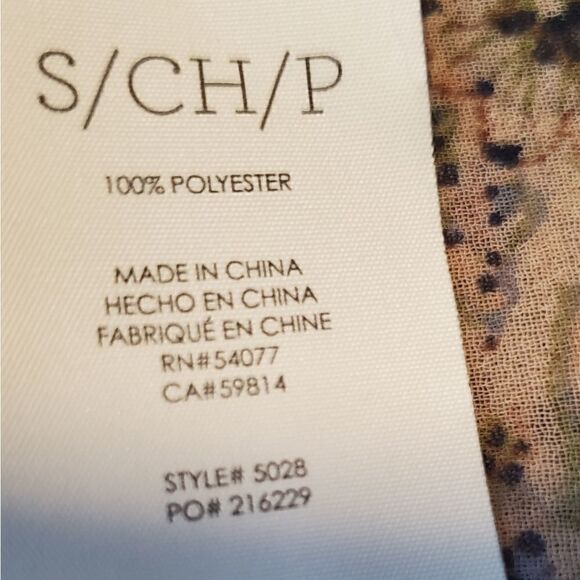 S/CH/P
100% POLYESTER
MADE IN CHINA
HECHO EN CHINA
FABRIQUÉ EN CHINE
RN#54077
CA#59814
STYLE# 5028
PO# 216229